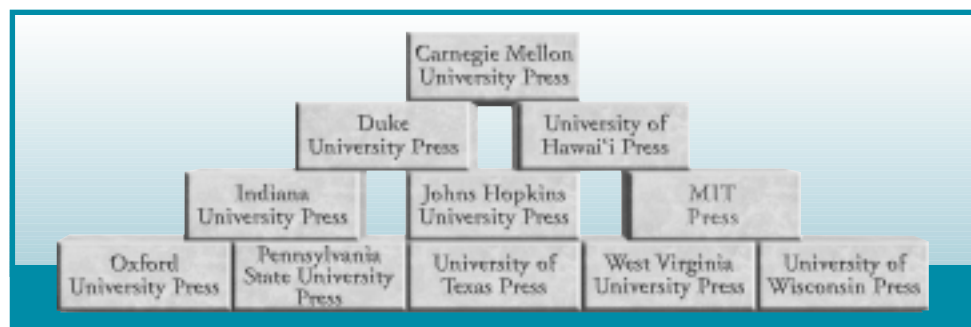 Carnegie Mellon
University Press
Duke
University Press
University of
Hawai'i Press
Indiana
University Press
Johns Hopkins
University Press
MIT
Press
Oxford
University Press
Pennsylvania
State University
Press
University of
Texas Press
West Virginia
University Press
University of
Wisconsin Press